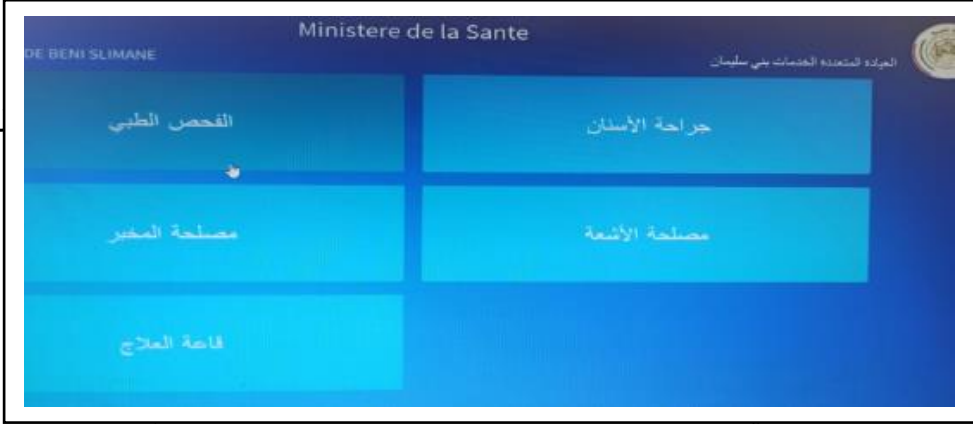 Ministere de la Sante
DE BENI SLIMANE
العيادة المتعددة الخدمات بني سليمان
جراحة الأسنان
الفحص الطبي
مصلحة الأشعة
مصلحة المخبر
قاعة العلاج